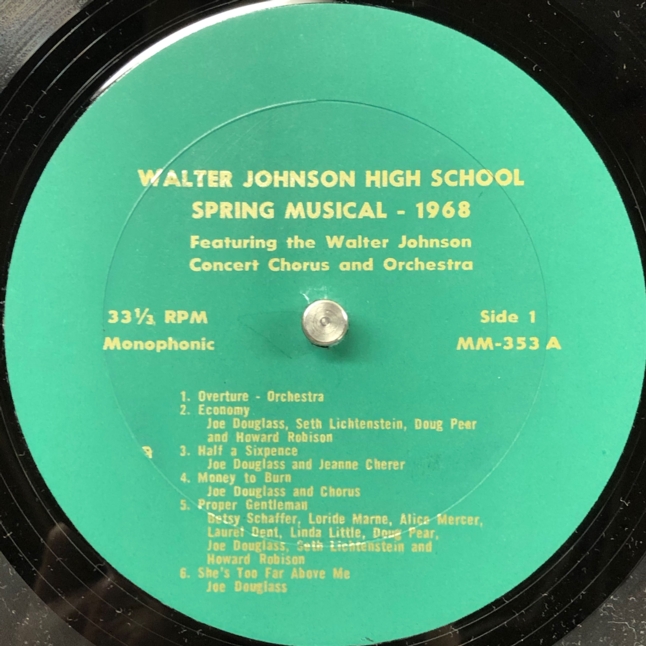 WALTER JOHNSON HIGH SCHOOL
SPRING MUSICAL - 1968
Featuring the Walter Johnson
Concert Chorus and Orchestra
33⅓ RPM
Monophonic
Side 1
MM-353 A
1. Overture - Orchestra
2. Economy
Joe Douglass, Seth Lichtenstein, Doug Pear
and Howard Robison
3. Half a Sixpence
Joe Douglass and Jeanne Cherer
4. Money to Burn
Joe Douglass and Chorus
5. Proper Gentleman
Betsy Schaffer, Loride Marne, Alice Mercer,
Laurel Dent, Linda Little, Doug Pear,
Joe Douglass, Seth Lichtenstein and
Howard Robison
6. She's Too Far Above Me
Joe Douglass